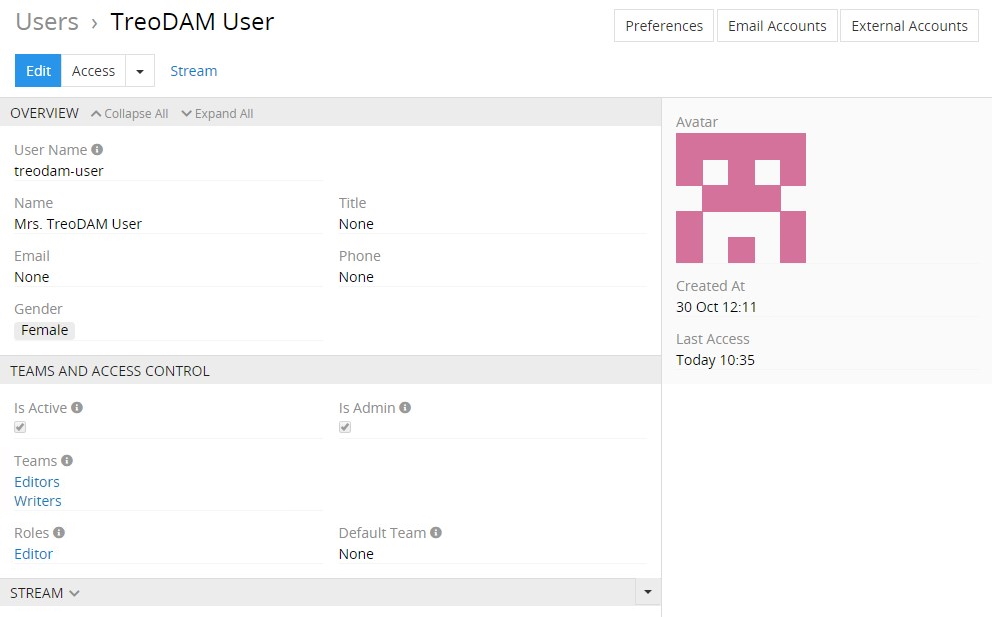 Users › TreoDAM User
Preferences Email Accounts External Accounts
Edit Access Stream
OVERVIEW Collapse All Expand All
User Name
treodam-user
Name Title
Mrs. TreoDAM User None
Email Phone
None None
Gender
Female
TEAMS AND ACCESS CONTROL
Is Active Is Admin
Teams
Editors
Writers
Roles Default Team
Editor None
STREAM
Avatar
Created At
30 Oct 12:11
Last Access
Today 10:35